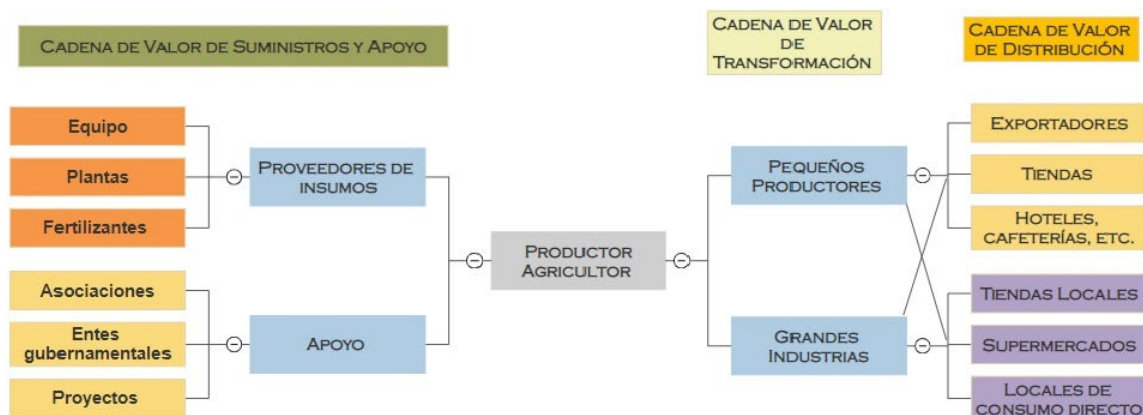 CADENA DE VALOR DE SUMINISTROS Y APOYO
CADENA DE VALOR
DE
TRANSFORMACIÓN
CADENA DE VALOR
DE DISTRIBUCIÓN
Equipo
Plantas
Fertilizantes
PROVEEDORES DE
INSUMOS
Asociaciones
Entes
gubernamentales
Proyectos
APOYO
PRODUCTOR
AGRICULTOR
PEQUEÑOS
PRODUCTORES
GRANDES
INDUSTRIAS
EXPORTADORES
TIENDAS
HOTELES,
CAFETERÍAS, ETC.
TIENDAS LOCALES
SUPERMERCADOS
LOCALES DE
CONSUMO DIRECTO